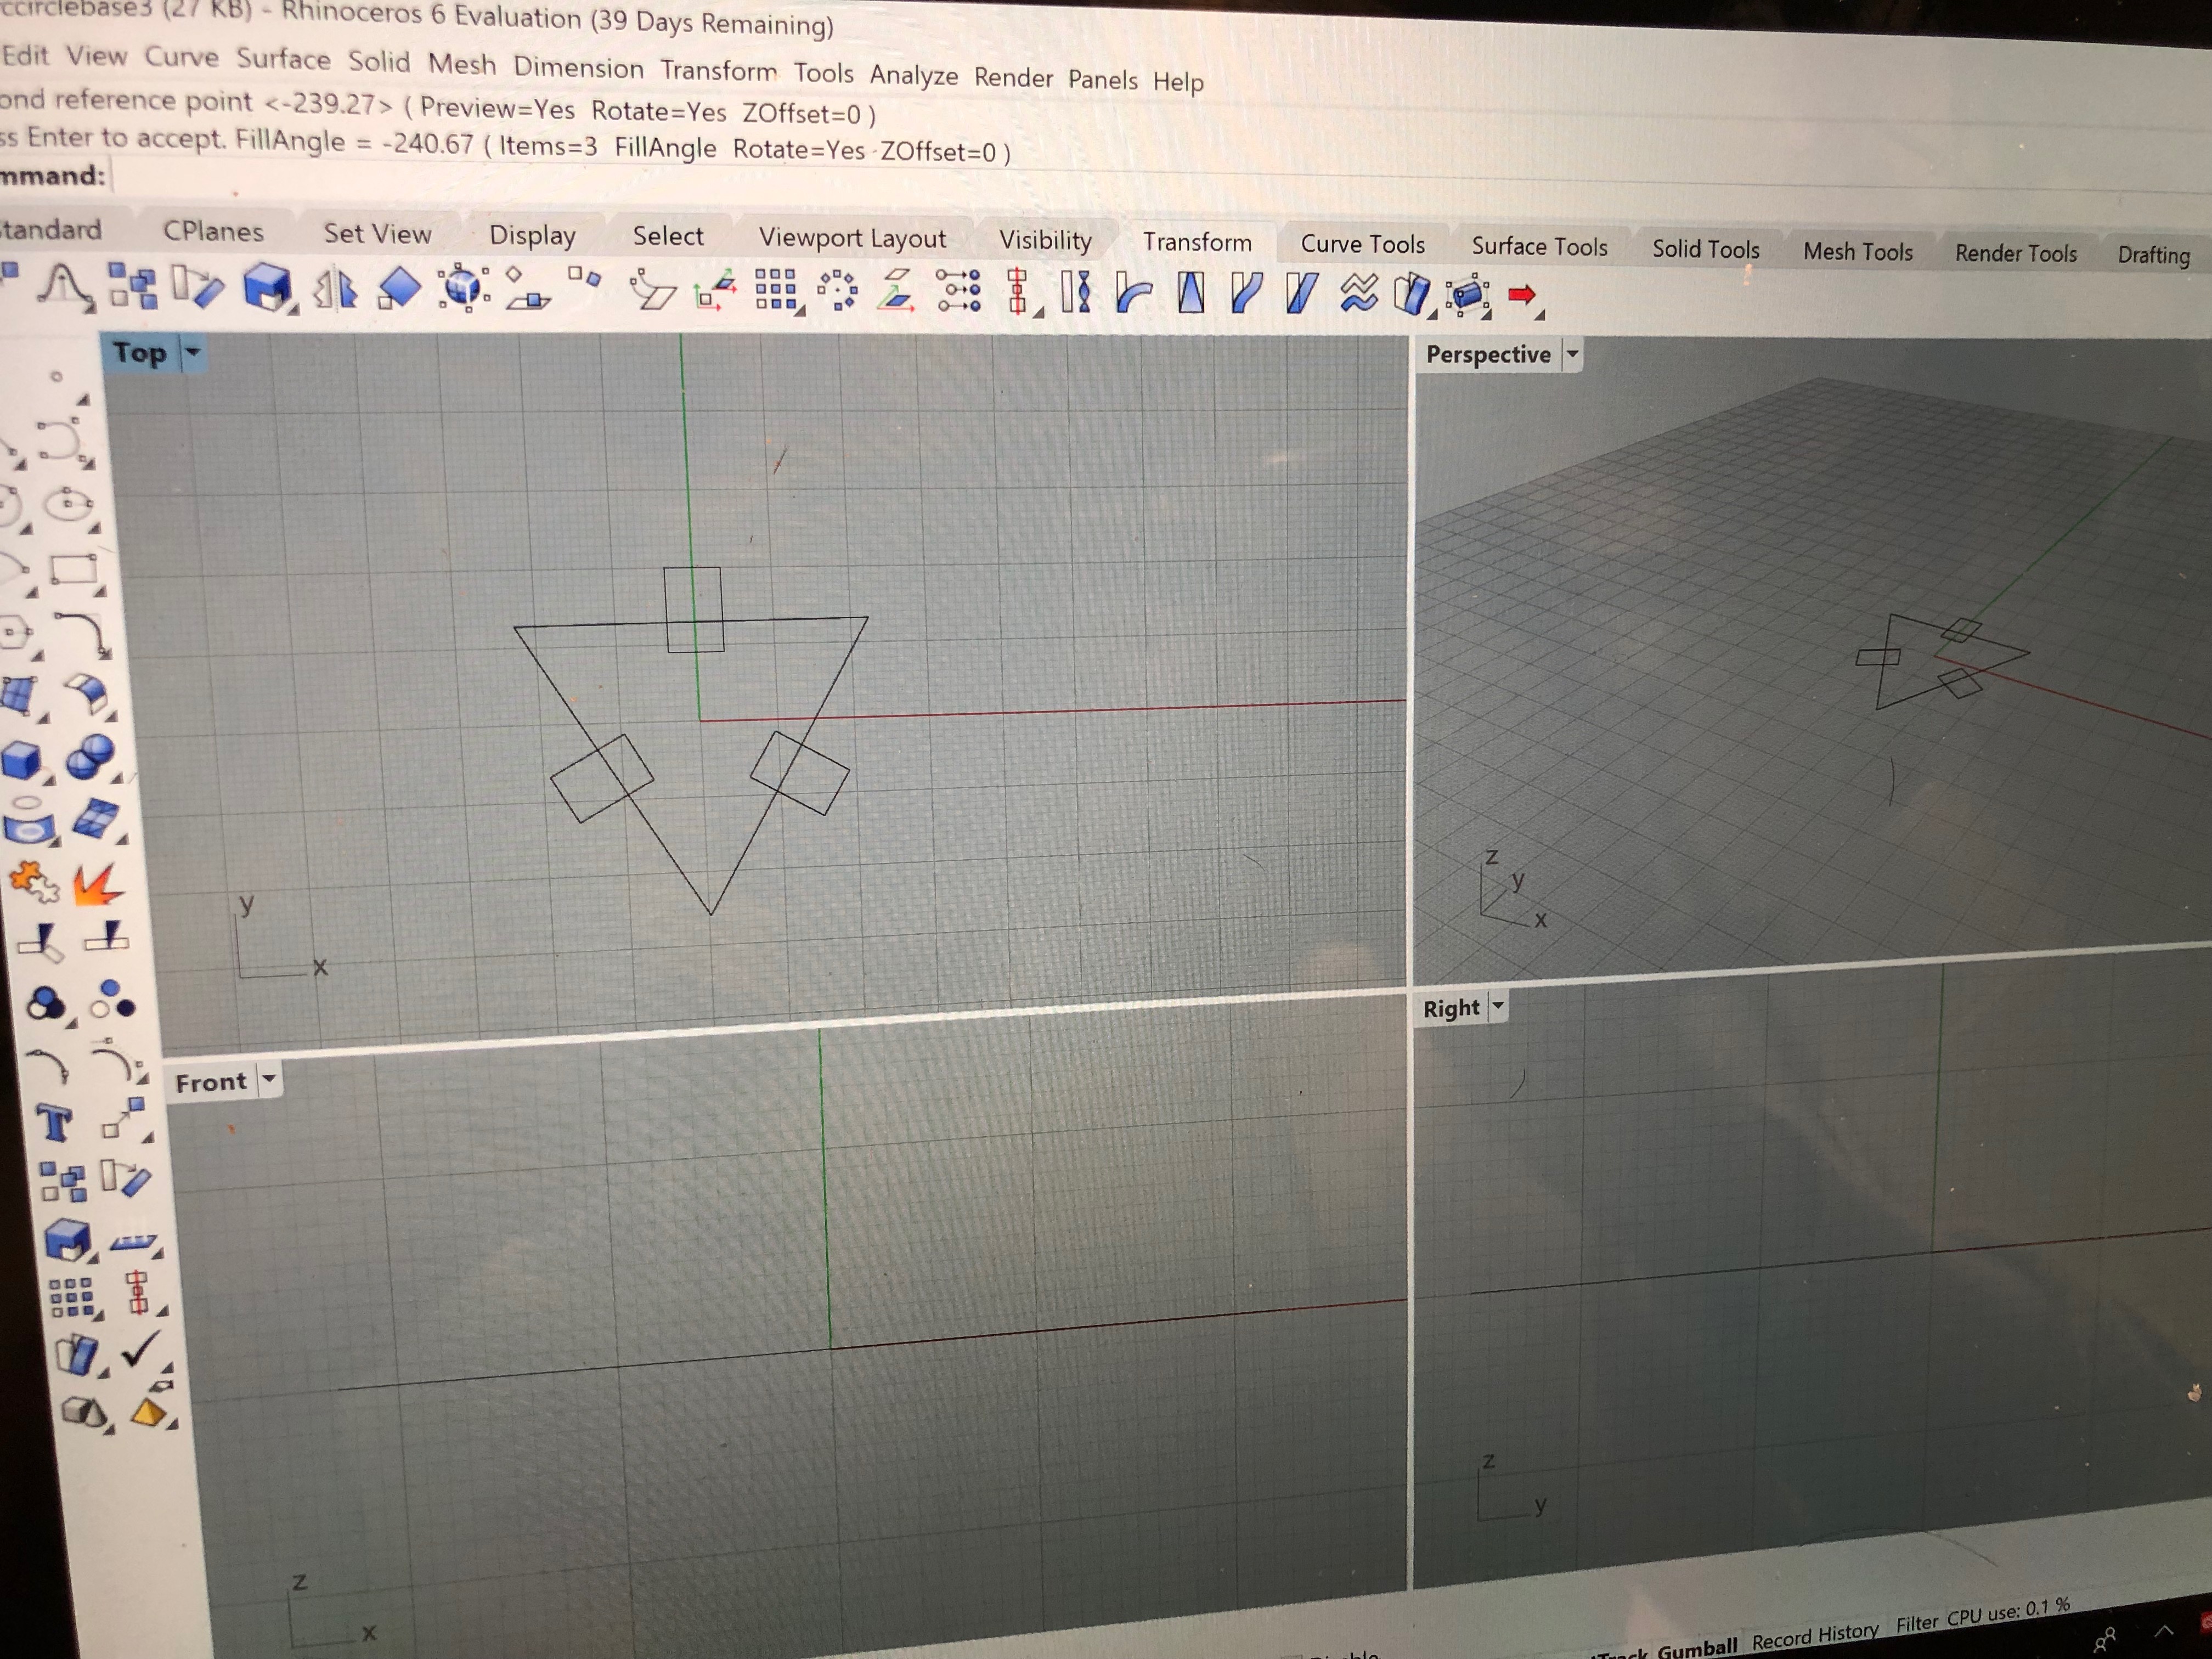 ccirclebase3 (27 KB) - Rhinoceros 6 Evaluation (39 Days Remaining)
Edit View Curve Surface Solid Mesh Dimension Transform Tools Analyze Render Panels Help
ond reference point <-239.27> ( Preview=Yes Rotate=Yes ZOffset=0 )
ss Enter to accept. FillAngle = -240.67 ( Items=3 FillAngle Rotate=Yes ZOffset=0 )
mmand:
tandard CPlanes Set View Display Select Viewport Layout Visibility Transform Curve Tools Surface Tools Solid Tools Mesh Tools Render Tools Drafting
Top
y
x
Perspective
z
y
x
Front
z
x
Right
z
y
Track Gumball Record History Filter CPU use: 0.1 %